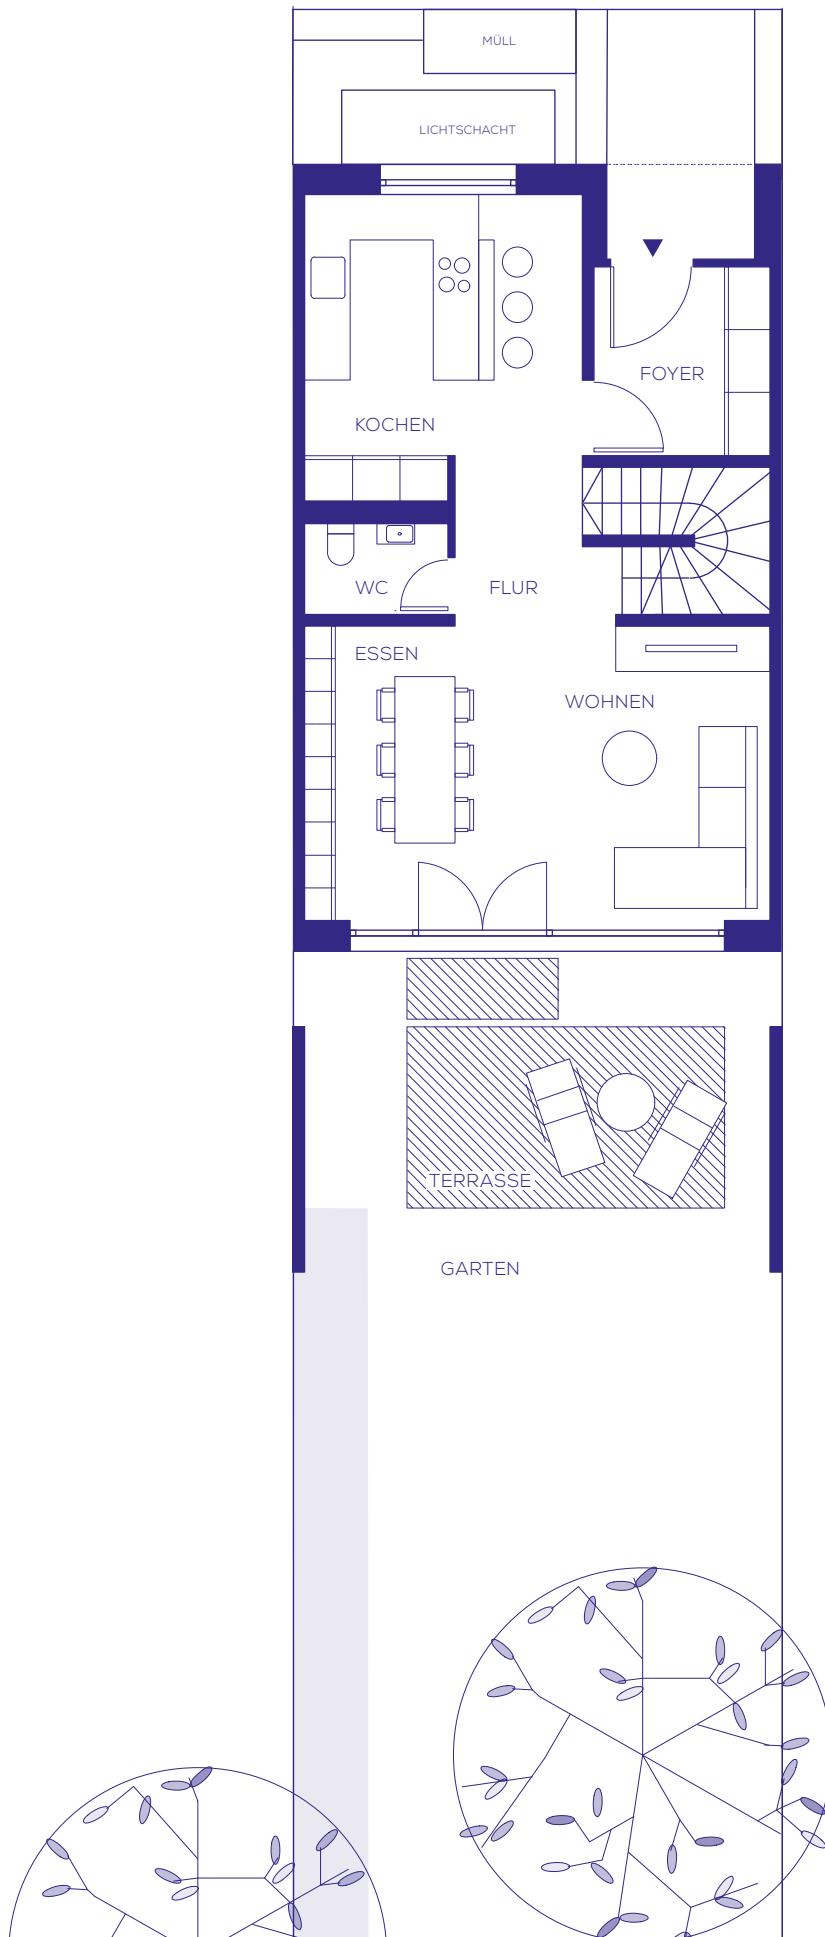 MÜLL
LICHTSCHACHT
FOYER
KOCHEN
WC
FLUR
ESSEN
WOHNEN
TERRASSE
GARTEN